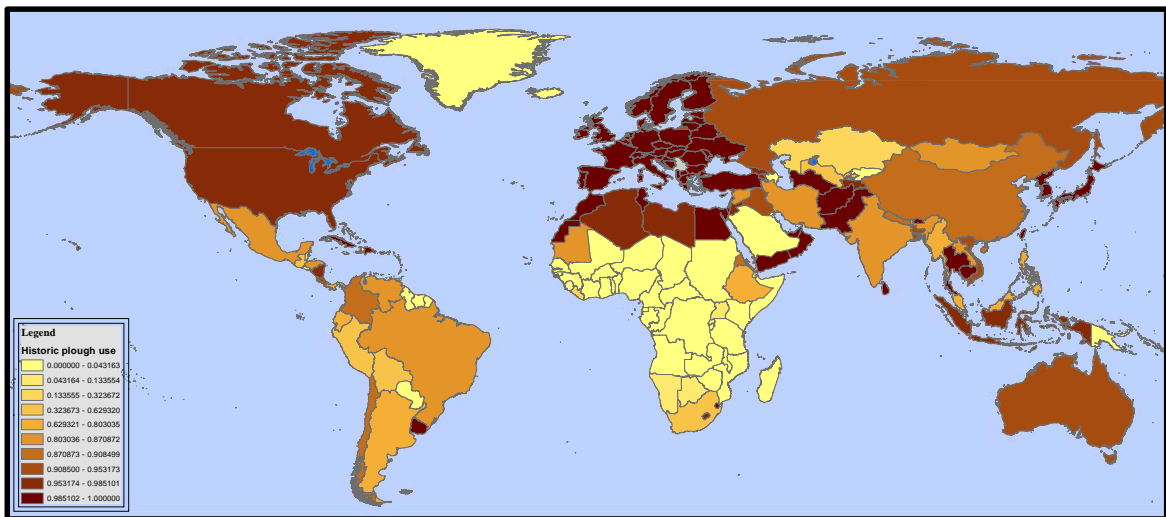 Legend
Historic plough use
0.000000 - 0.043163
0.043164 - 0.133554
0.133555 - 0.323672
0.323673 - 0.629320
0.629321 - 0.803035
0.803036 - 0.870872
0.870873 - 0.908499
0.908500 - 0.953173
0.953174 - 0.985101
0.985102 - 1.000000